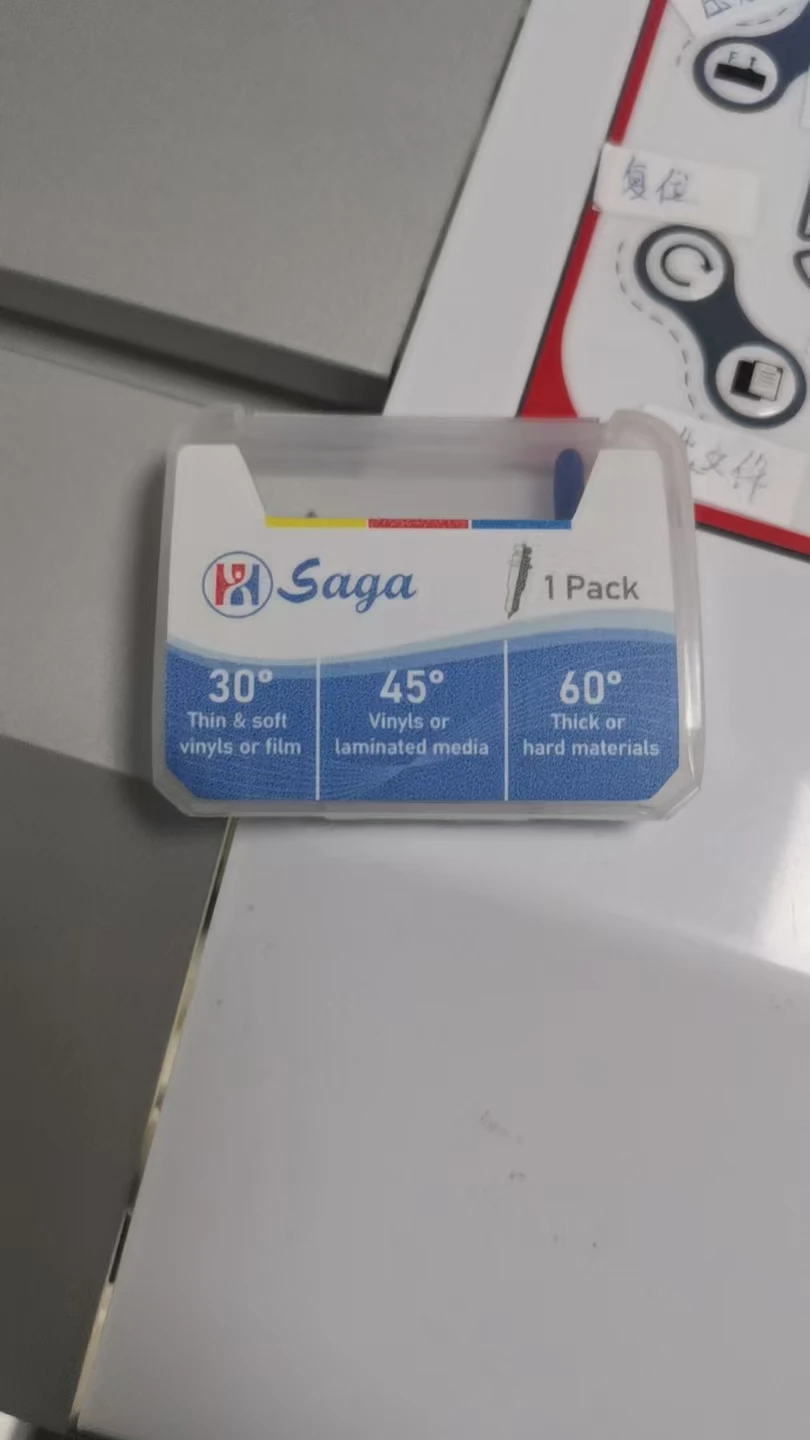 复位
文件
Saga
1 Pack
30°
Thin & soft
vinyls or film
45°
Vinyls or
laminated media
60°
Thick or
hard materials